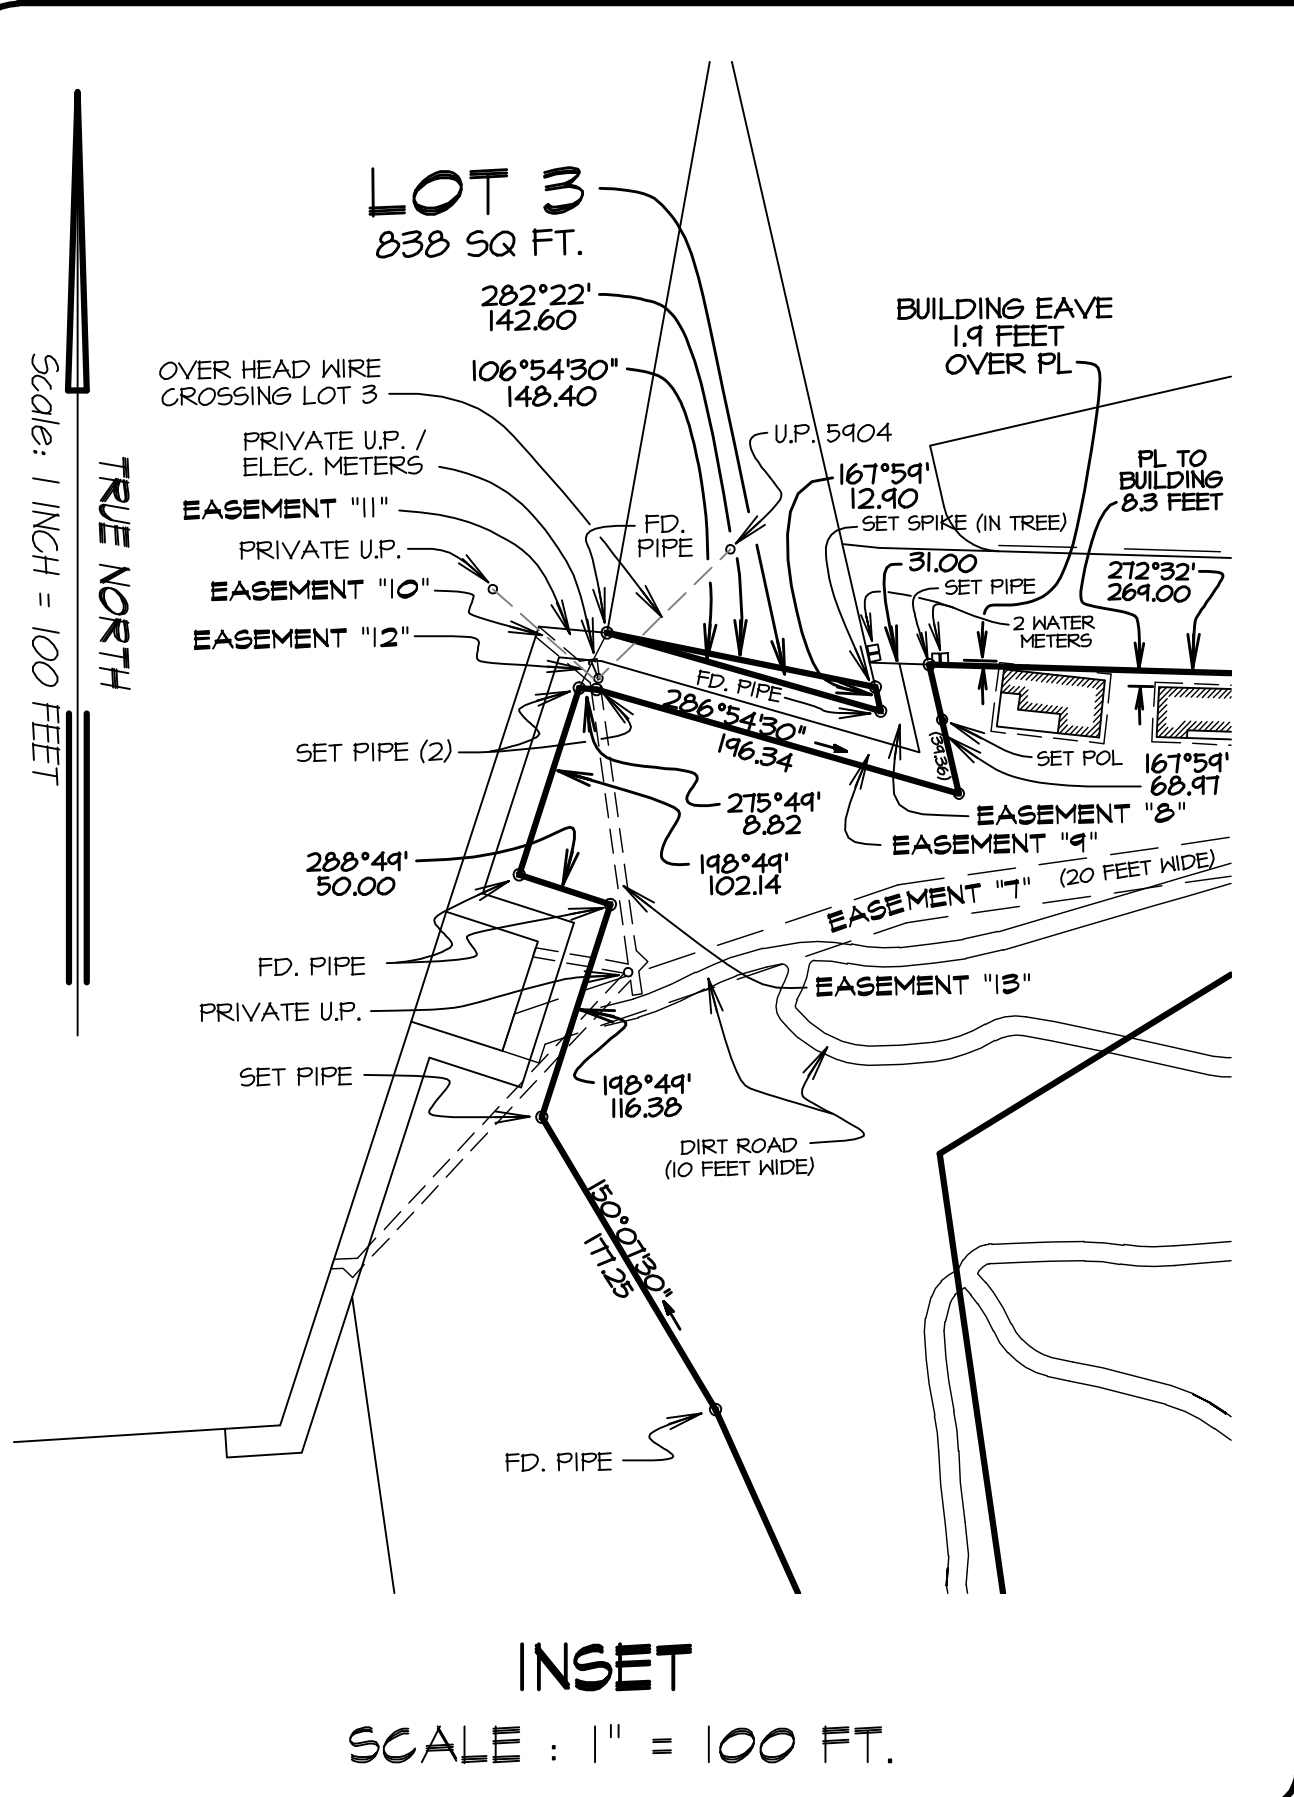 LOT 3
838 SQ FT.
282°22'
142.60
106°54'30"
148.40
BUILDING EAVE
1.9 FEET
OVER PL
OVER HEAD WIRE
CROSSING LOT 3
PRIVATE U.P. /
ELEC. METERS
EASEMENT "11"
PRIVATE U.P.
EASEMENT "10"
EASEMENT "12"
U.P. 5904
FD.
PIPE
167°59'
12.90
SET SPIKE (IN TREE)
31.00
SET PIPE
2 WATER
METERS
PL TO
BUILDING
8.3 FEET
272°32'
269.00
Scale: 1 INCH = 100 FEET
TRUE NORTH
FD. PIPE
286°54'30"
196.34
(39.36)
SET PIPE (2)
SET POL
167°59'
68.97
275°49'
8.82
EASEMENT "8"
EASEMENT "9"
198°49'
102.14
288°49'
50.00
EASEMENT "7" (20 FEET WIDE)
FD. PIPE
EASEMENT "13"
PRIVATE U.P.
SET PIPE
198°49'
116.38
DIRT ROAD
(10 FEET WIDE)
150°07'30"
177.25
FD. PIPE
INSET
SCALE : 1" = 100 FT.